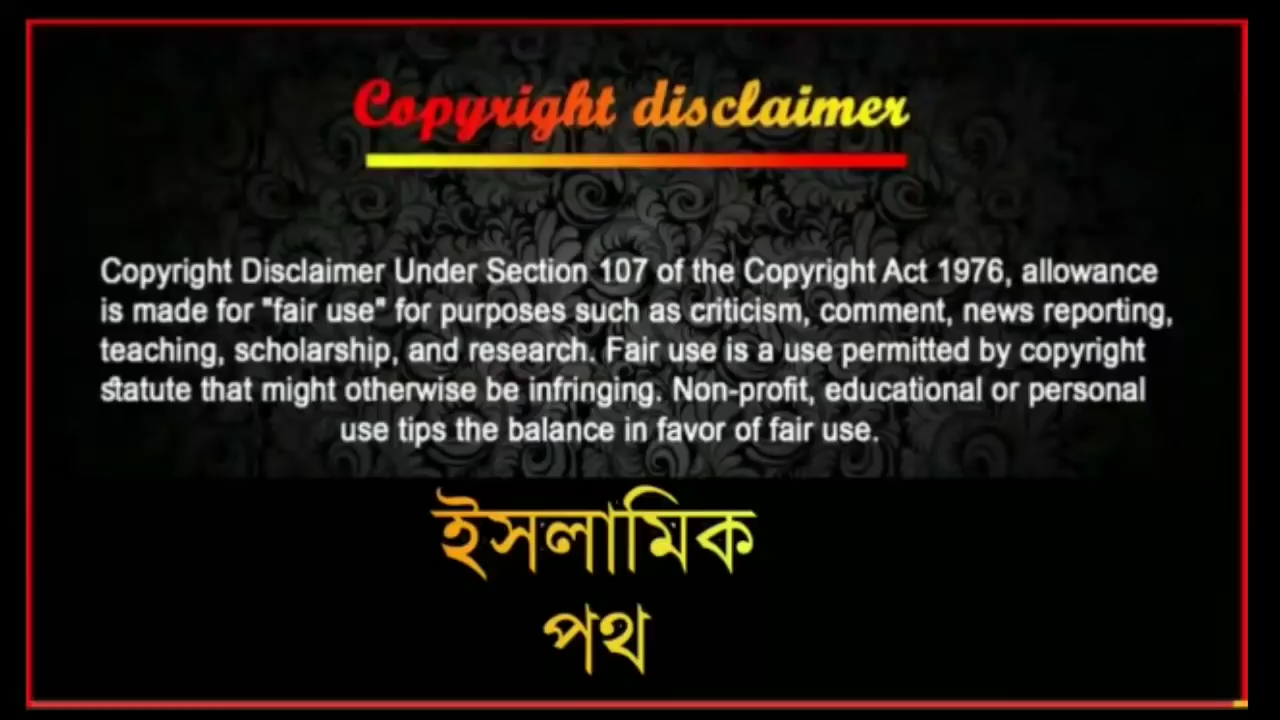 Copyright disclaimer
Copyright Disclaimer Under Section 107 of the Copyright Act 1976, allowance
is made for "fair use" for purposes such as criticism, comment, news reporting,
teaching, scholarship, and research. Fair use is a use permitted by copyright
statute that might otherwise be infringing. Non-profit, educational or personal
use tips the balance in favor of fair use.
ইসলামিক
পথ